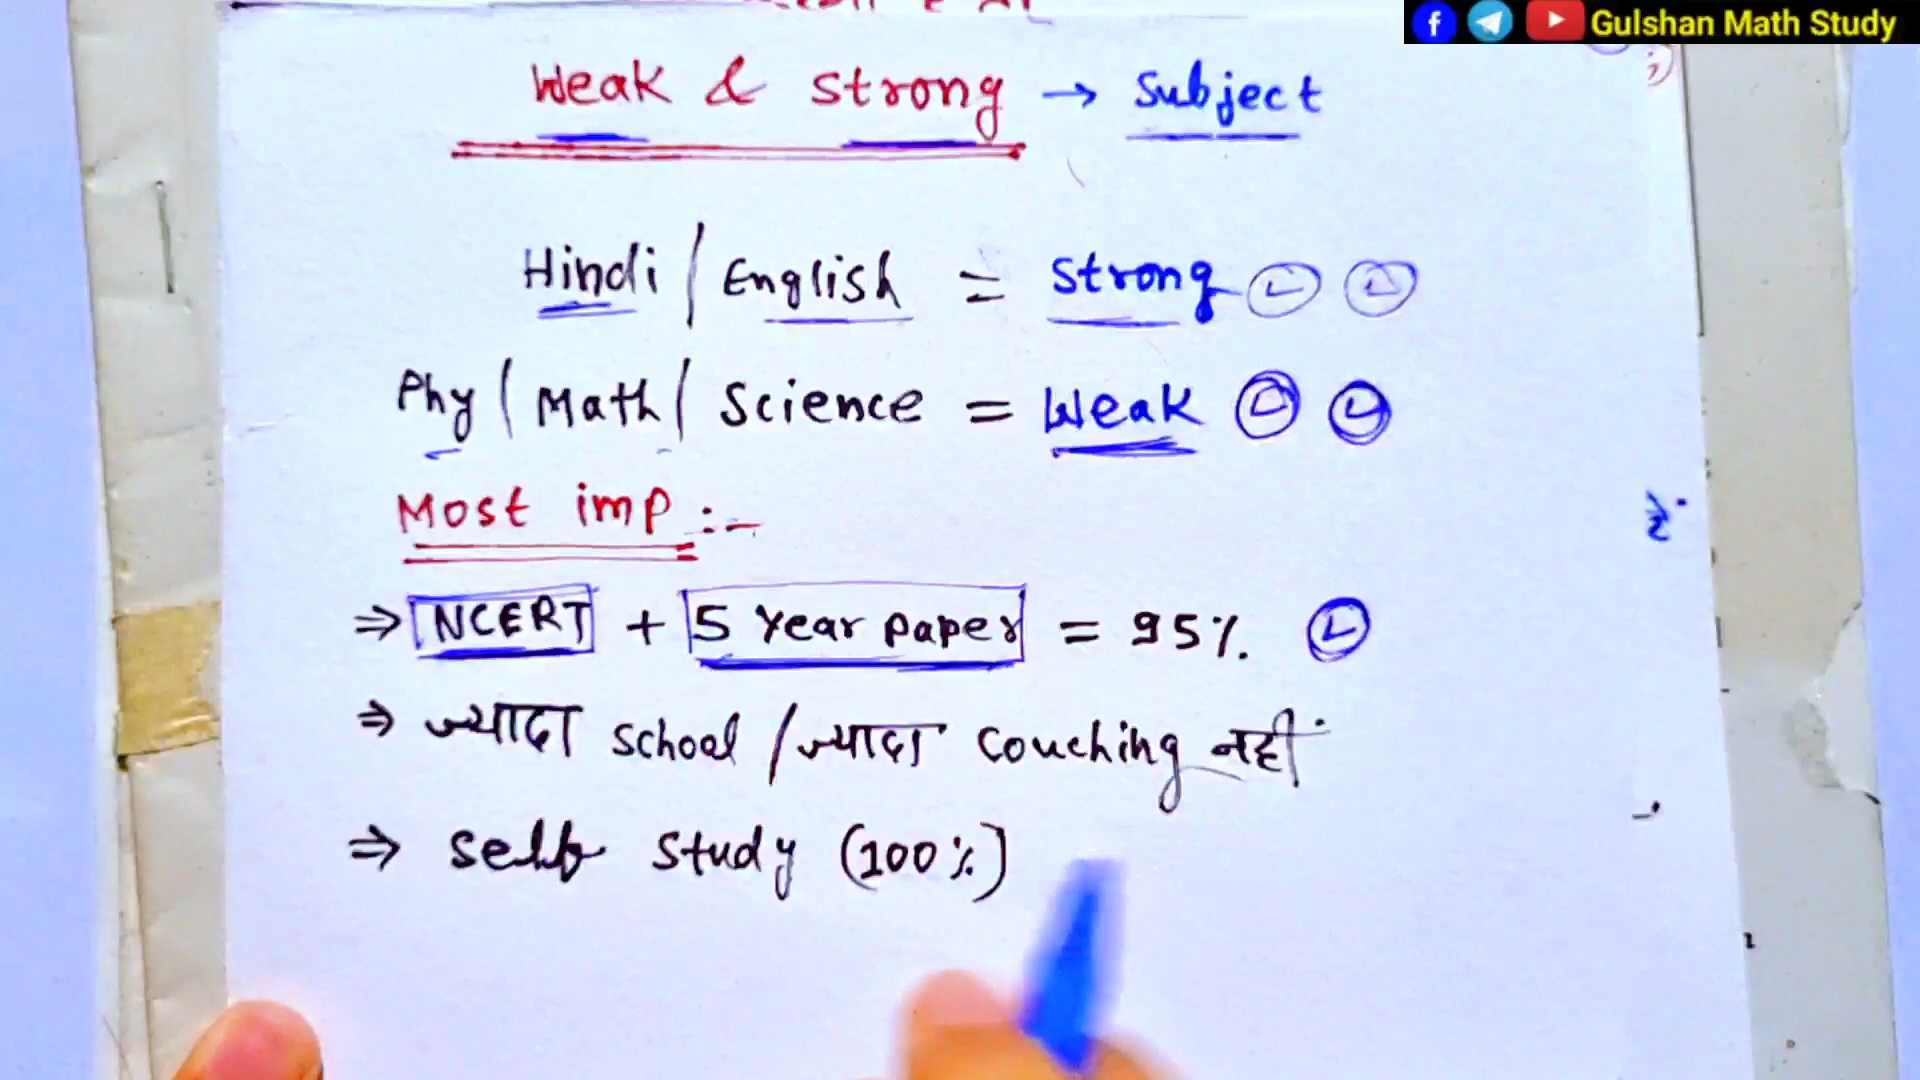 Gulshan Math Study
Weak & Strong → Subject
Hindi / English = Strong
Phy / Math / Science = Weak
Most imp :-
⇒ NCERT + 5 Year paper = 95%.
⇒ ज्यादा School / ज्यादा Couching नहीं
⇒ Self Study (100%)